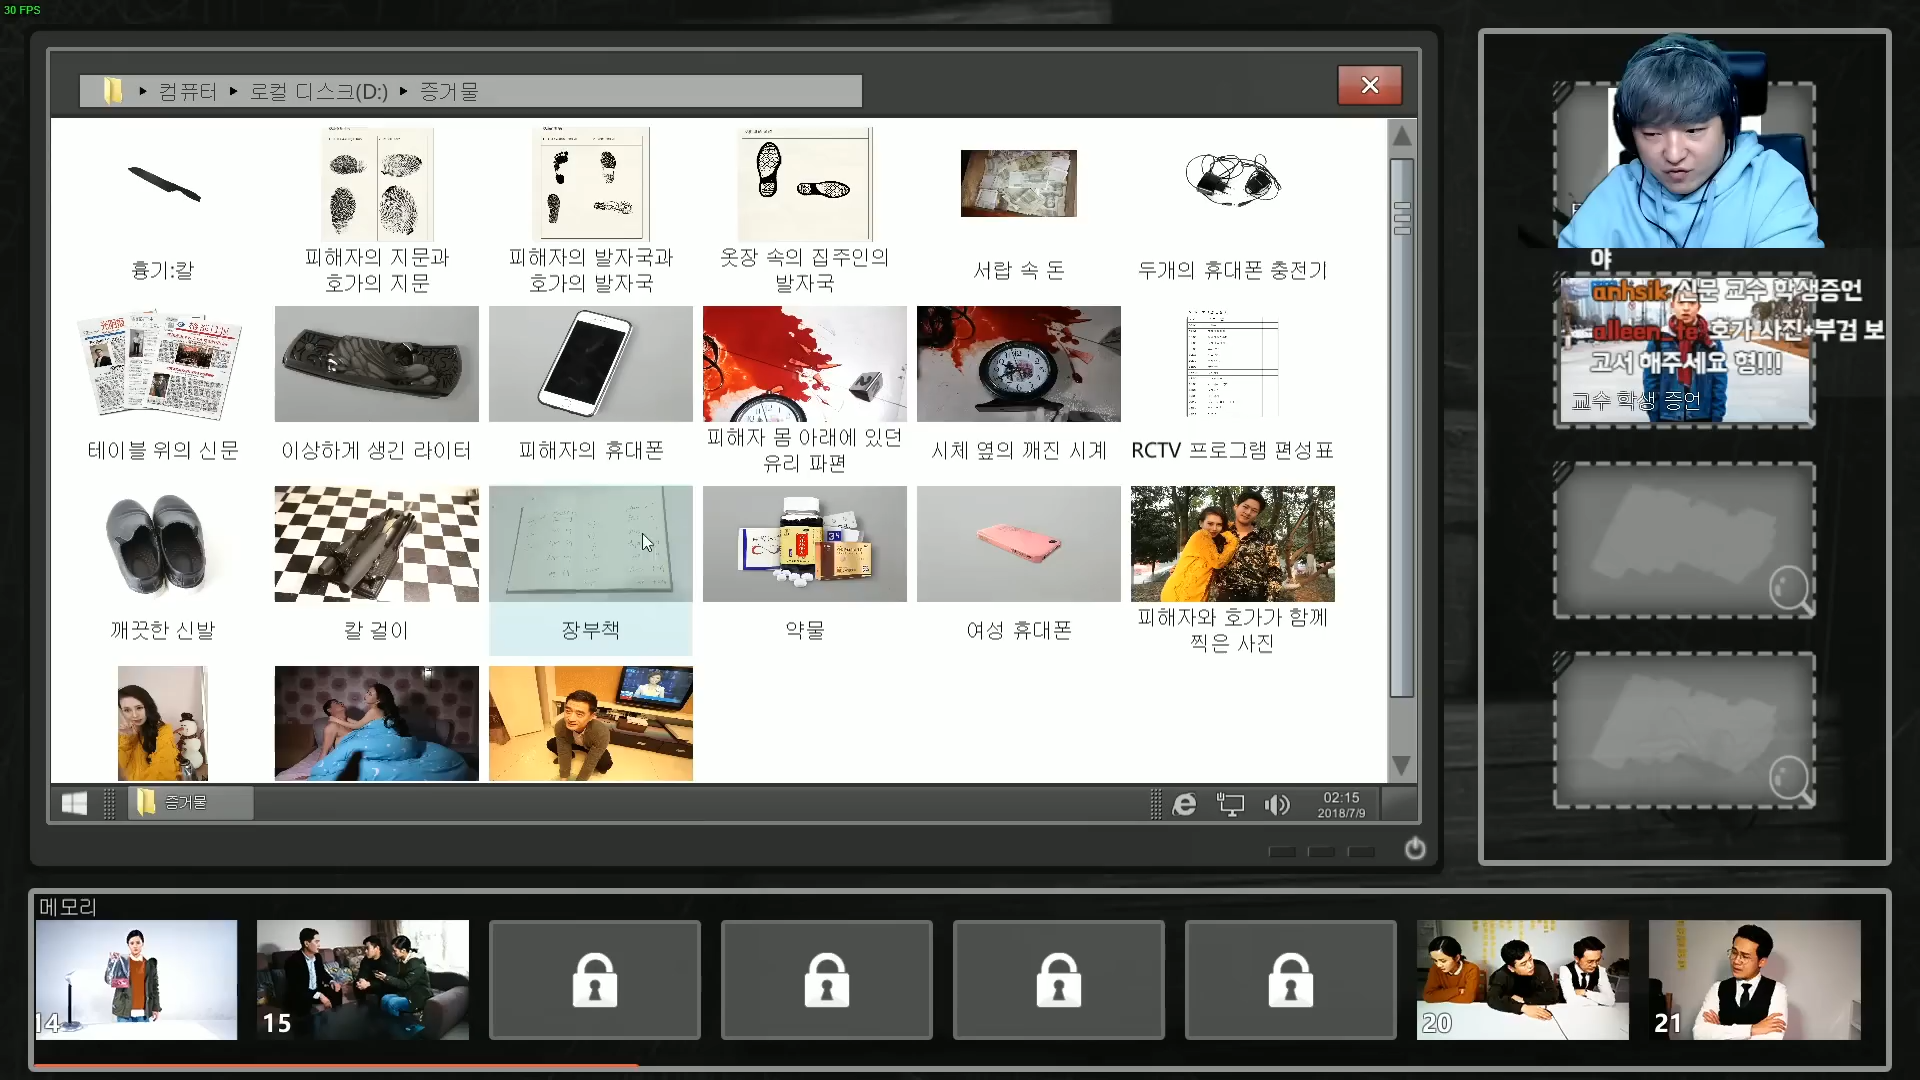 30 FPS
컴퓨터 로컬 디스크(D:) 증거물
흉기:칼
피해자의 지문과
호가의 지문
피해자의 발자국과
호가의 발자국
옷장 속의 집주인의
발자국
서랍 속 돈
두개의 휴대폰 충전기
테이블 위의 신문
이상하게 생긴 라이터
피해자의 휴대폰
피해자 몸 아래에 있던
유리 파편
시체 옆의 깨진 시계
RCTV 프로그램 편성표
깨끗한 신발
칼 걸이
장부책
약물
여성 휴대폰
피해자와 호가가 함께
찍은 사진
증거물
02:15
2018/7/9
야
anhsik 신문 교수 학생증언
호가 사진+부검 보
고서 해주세요 형!!!
교수 학생 증언
메모리
14
15
20
21